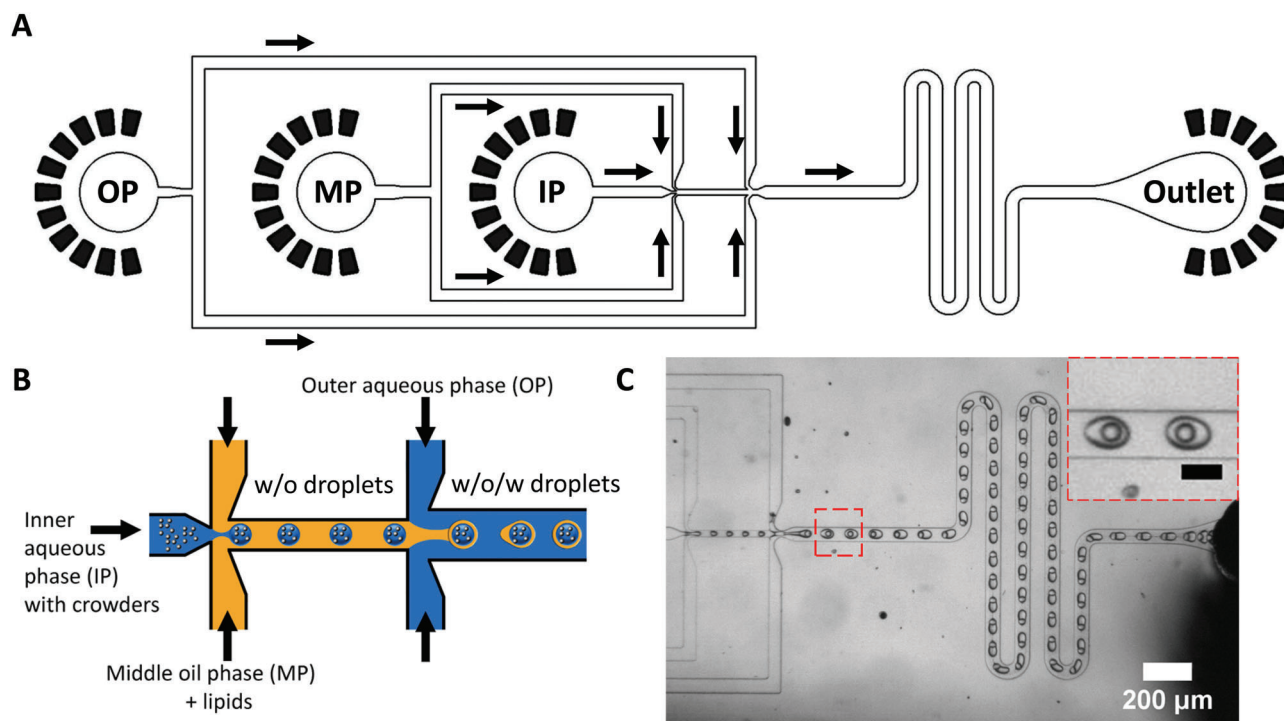 A
OP
MP
IP
Outlet
B
Outer aqueous phase (OP)
w/o droplets
w/o/w droplets
Inner
aqueous
phase (IP)
with crowders
Middle oil phase (MP)
+ lipids
C
200 µm